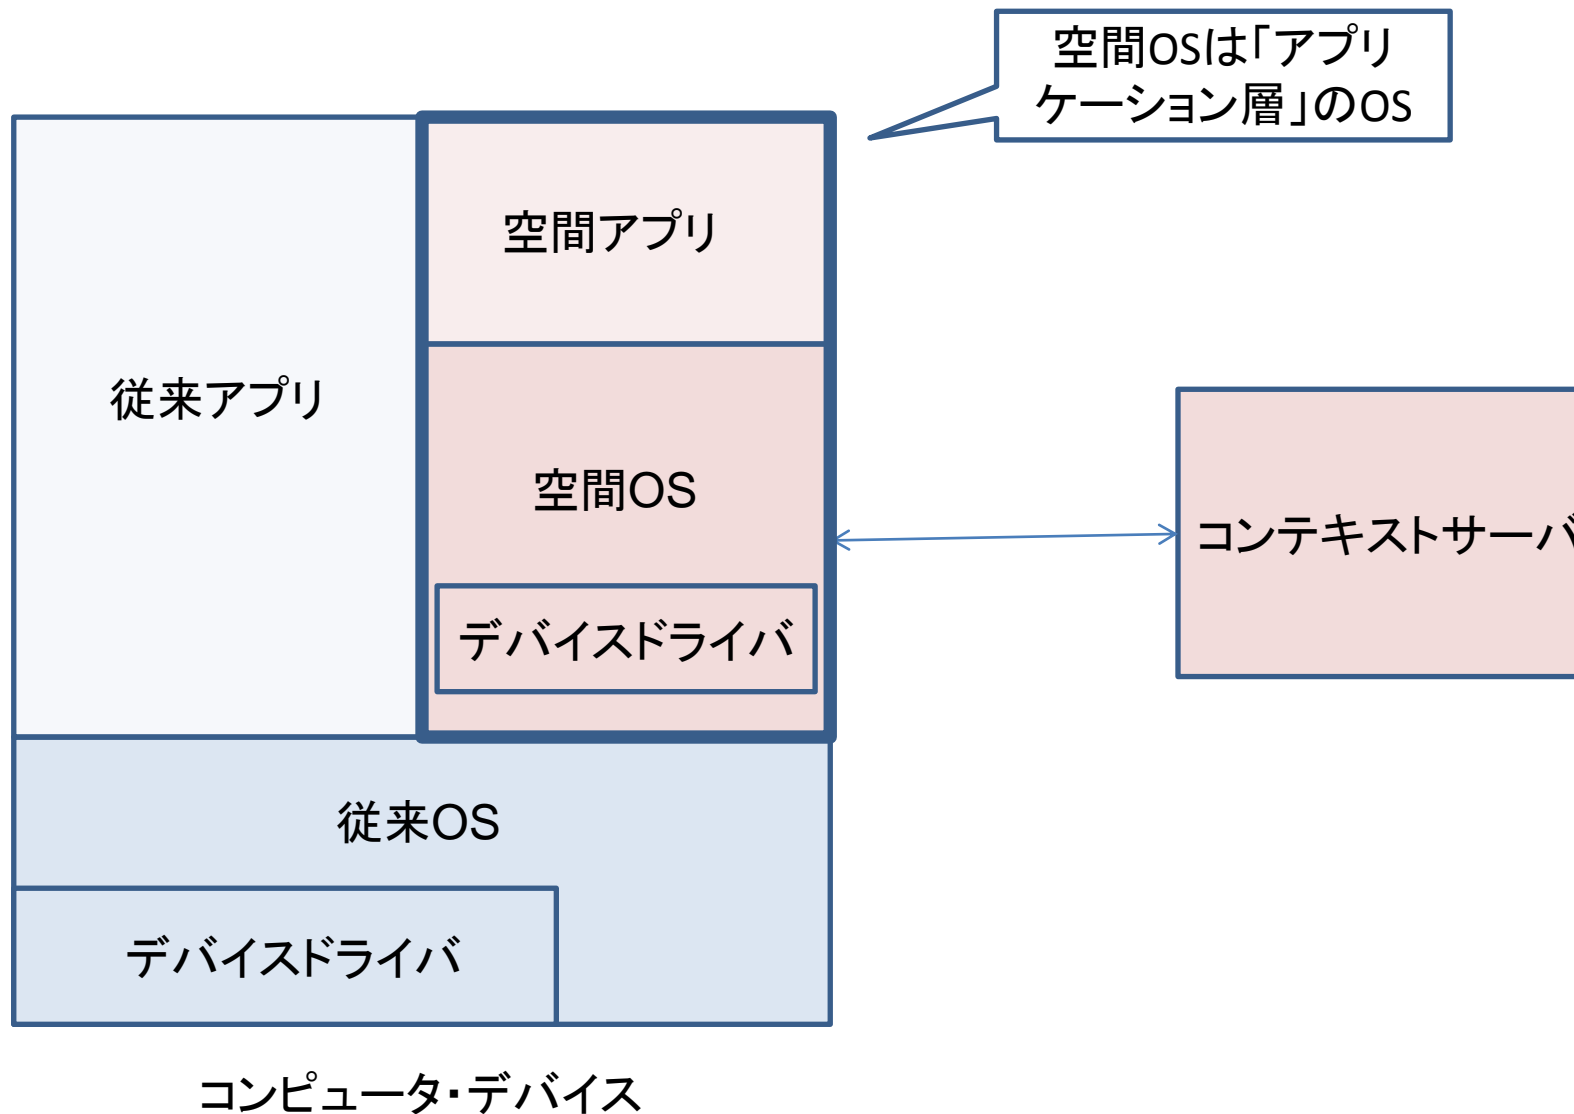 空間OSは「アプリ
ケーション層」のOS
空間アプリ
従来アプリ
空間OS
コンテキストサーバ
デバイスドライバ
従来OS
デバイスドライバ
コンピュータ・デバイス